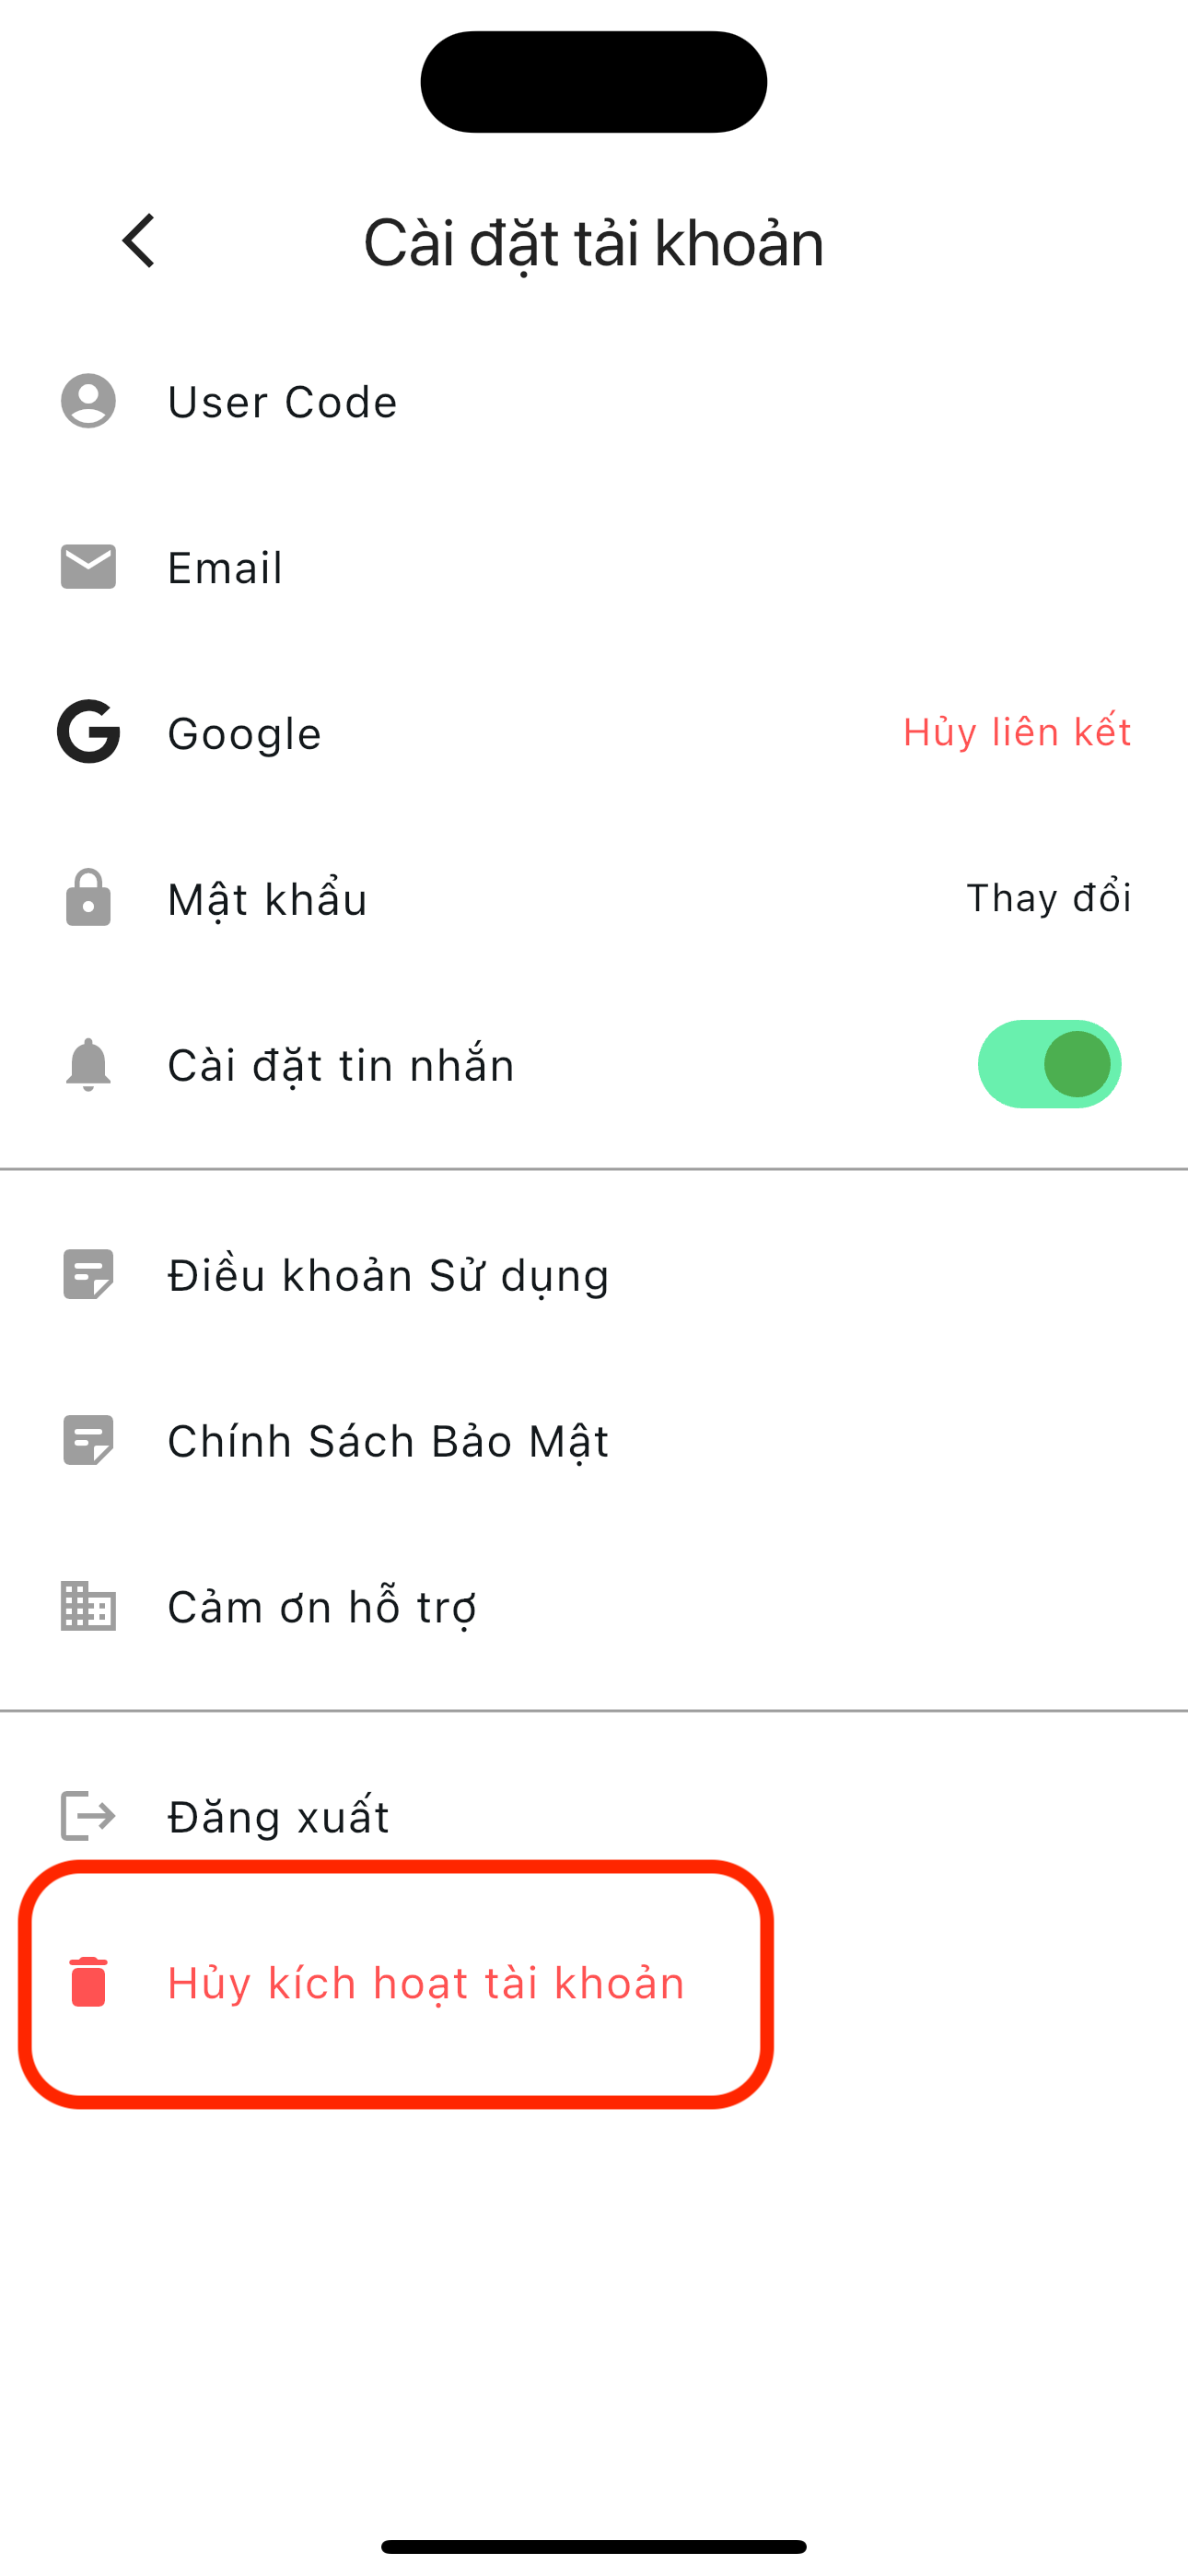 Cài đặt tải khoản
User Code
Email
Google Hủy liên kết
Mật khẩu Thay đổi
Cài đặt tin nhắn
Điều khoản Sử dụng
Chính Sách Bảo Mật
Cảm ơn hỗ trợ
Đăng xuất
Hủy kích hoạt tài khoản